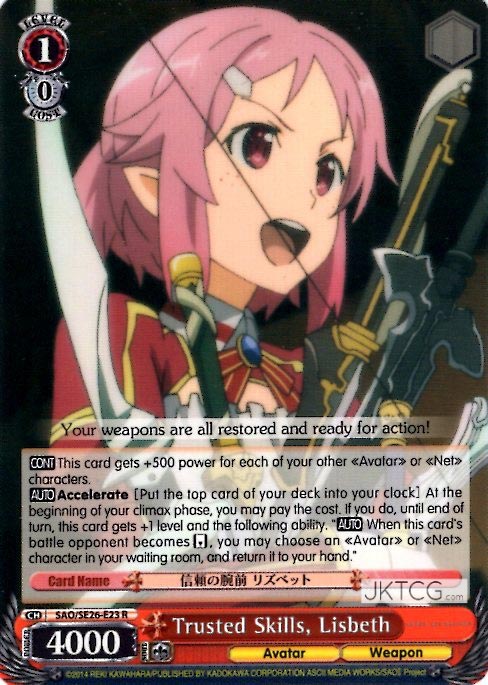 LEVEL
1
0
COST
Your weapons are all restored and ready for action!
CONT This card gets +500 power for each of your other «Avatar» or «Net»
characters.
AUTO Accelerate [Put the top card of your deck into your clock] At the
beginning of your climax phase, you may pay the cost. If you do, until end of
turn, this card gets +1 level and the following ability. "AUTO When this card's
battle opponent becomes [ ], you may choose an «Avatar» or «Net»
character in your waiting room, and return it to your hand."
Card Name
信頼の腕前 リズベット
JKTCG.com
CH SAO/SE26-E23 R
POWER
4000
SOUL
Trusted Skills, Lisbeth
Avatar
Weapon
©2014 REKI KAWAHARA/PUBLISHED BY KADOKAWA CORPORATION ASCII MEDIA WORKS/SAOⅡ Project